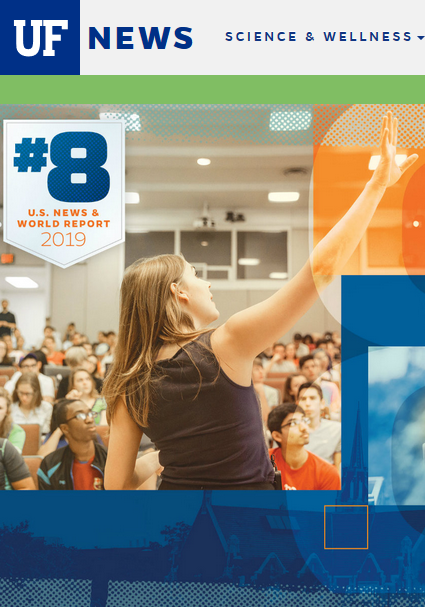 UF NEWS SCIENCE & WELLNESS
#8
U.S. NEWS &
WORLD REPORT
2019